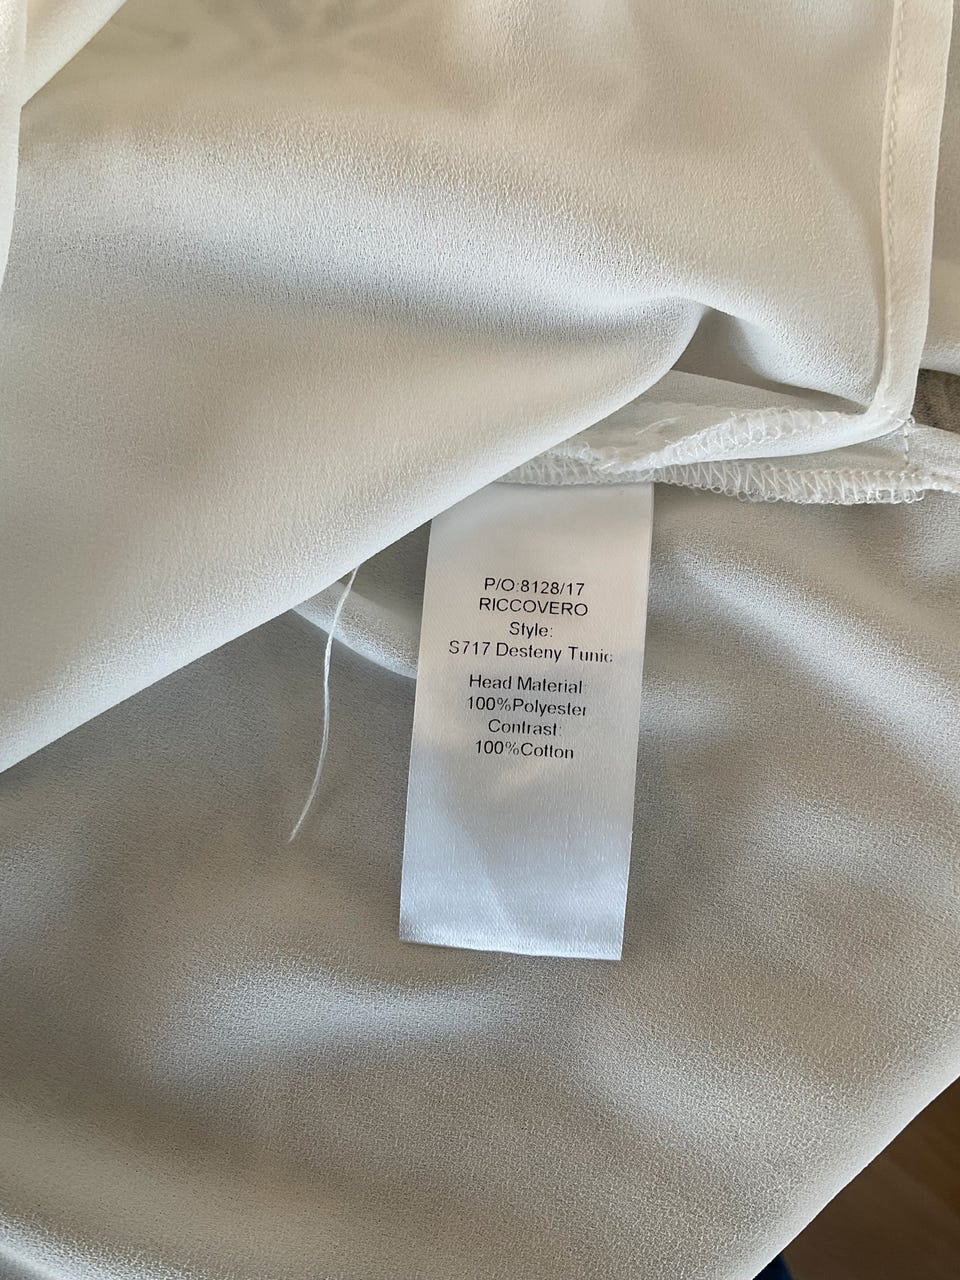 P/O:8128/17
RICCOVERO
Style:
S717 Desteny Tunic
Head Material:
100%Polyester
Contrast:
100%Cotton